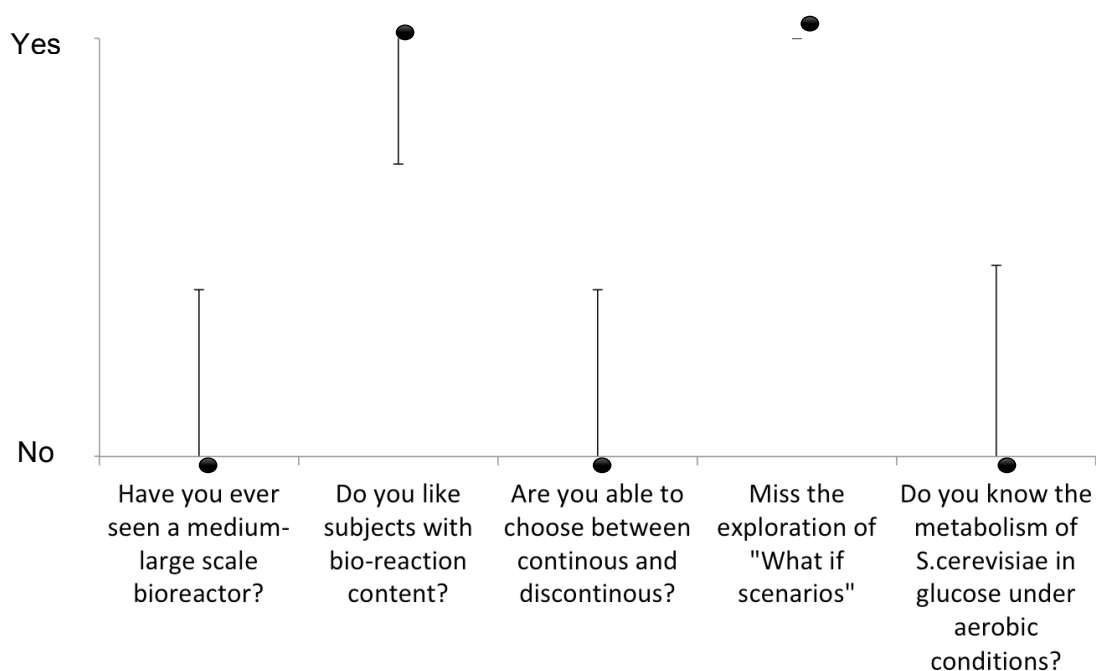 Yes
No
Have you ever
seen a medium-
large scale
bioreactor?
Do you like
subjects with
bio-reaction
content?
Are you able to
choose between
continous and
discontinous?
Miss the
exploration of
"What if
scenarios"
Do you know the
metabolism of
S.cerevisiae in
glucose under
aerobic
conditions?